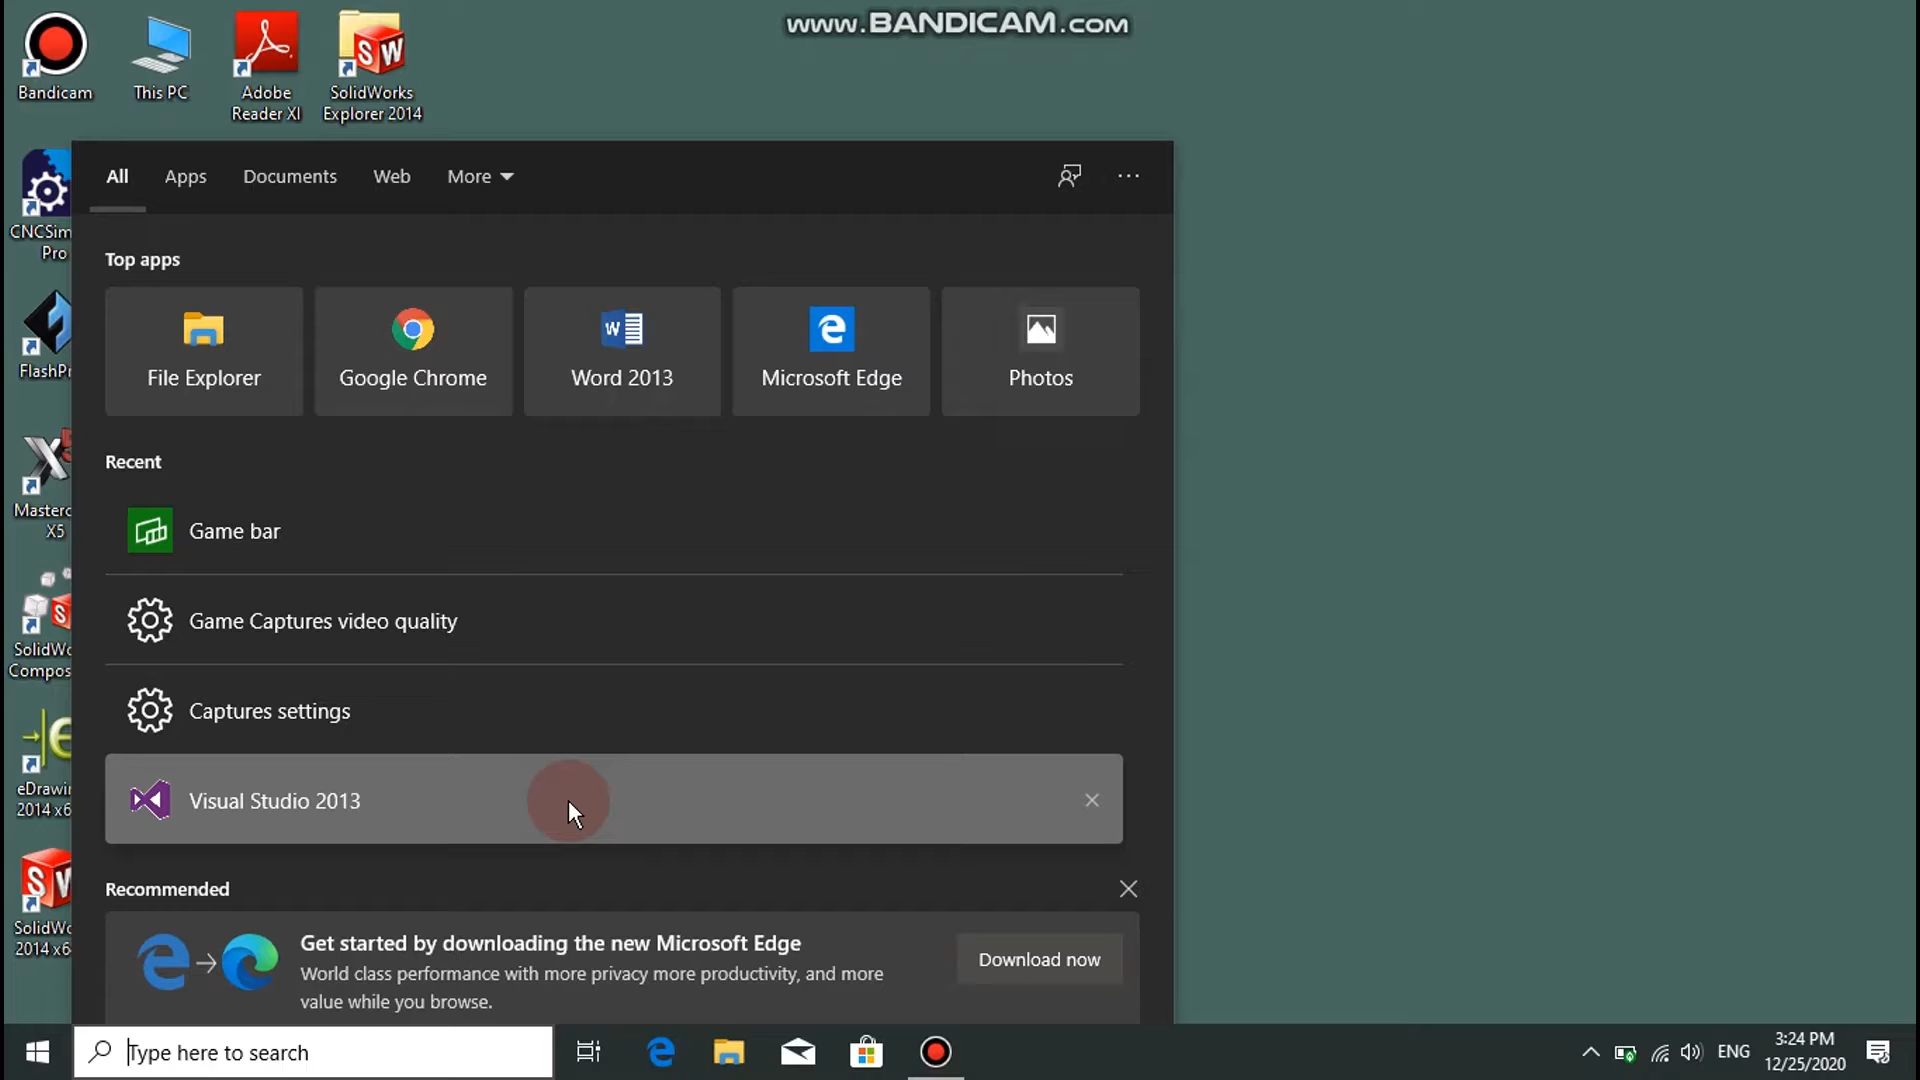 www.BANDICAM.com
Bandicam
This PC
Adobe
Reader XI
SolidWorks
Explorer 2014
CNCSim
Pro
FlashPr
Masterc
X5
SolidWo
Compos
eDrawin
2014 x6
SolidWo
2014 x6
All
Apps
Documents
Web
More
Top apps
File Explorer
Google Chrome
Word 2013
Microsoft Edge
Photos
Recent
Game bar
Game Captures video quality
Captures settings
Visual Studio 2013
Recommended
Get started by downloading the new Microsoft Edge
World class performance with more privacy more productivity, and more
value while you browse.
Download now
Type here to search
ENG
3:24 PM
12/25/2020